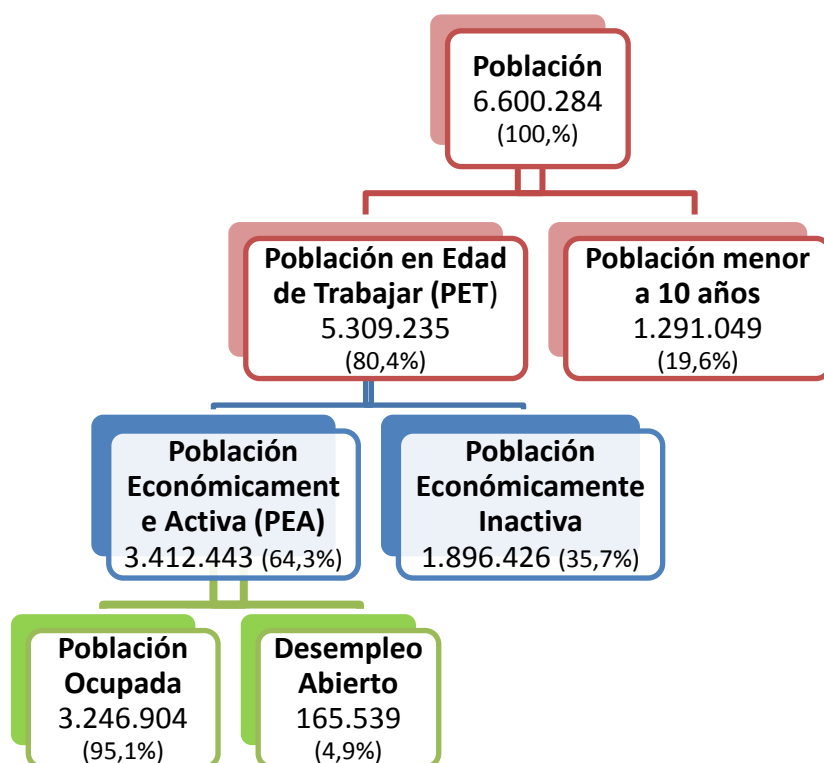 Población
6.600.284
(100,%)
Población en Edad
de Trabajar (PET)
5.309.235
(80,4%)
Población menor
a 10 años
1.291.049
(19,6%)
Población
Económicament
e Activa (PEA)
3.412.443 (64,3%)
Población
Económicamente
Inactiva
1.896.426 (35,7%)
Población
Ocupada
3.246.904
(95,1%)
Desempleo
Abierto
165.539
(4,9%)